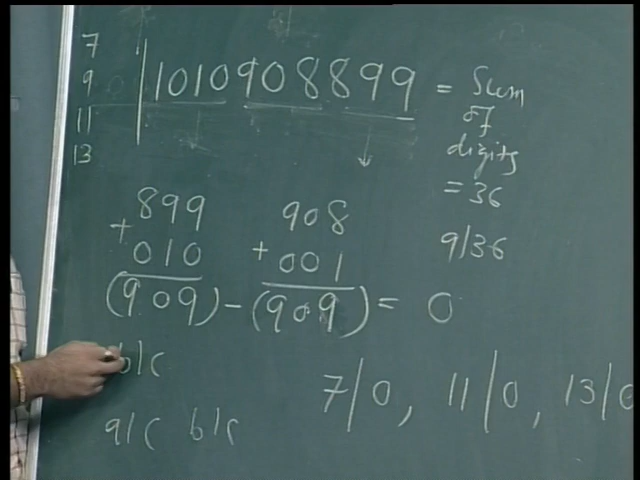 7
9
11
13
1010908899 = Sum
of
digits
= 36
9/36
899
+ 010
(909)
908
+ 001
- (909) = 0
b|c
a|c b|c
7/0, 11/0, 13/0